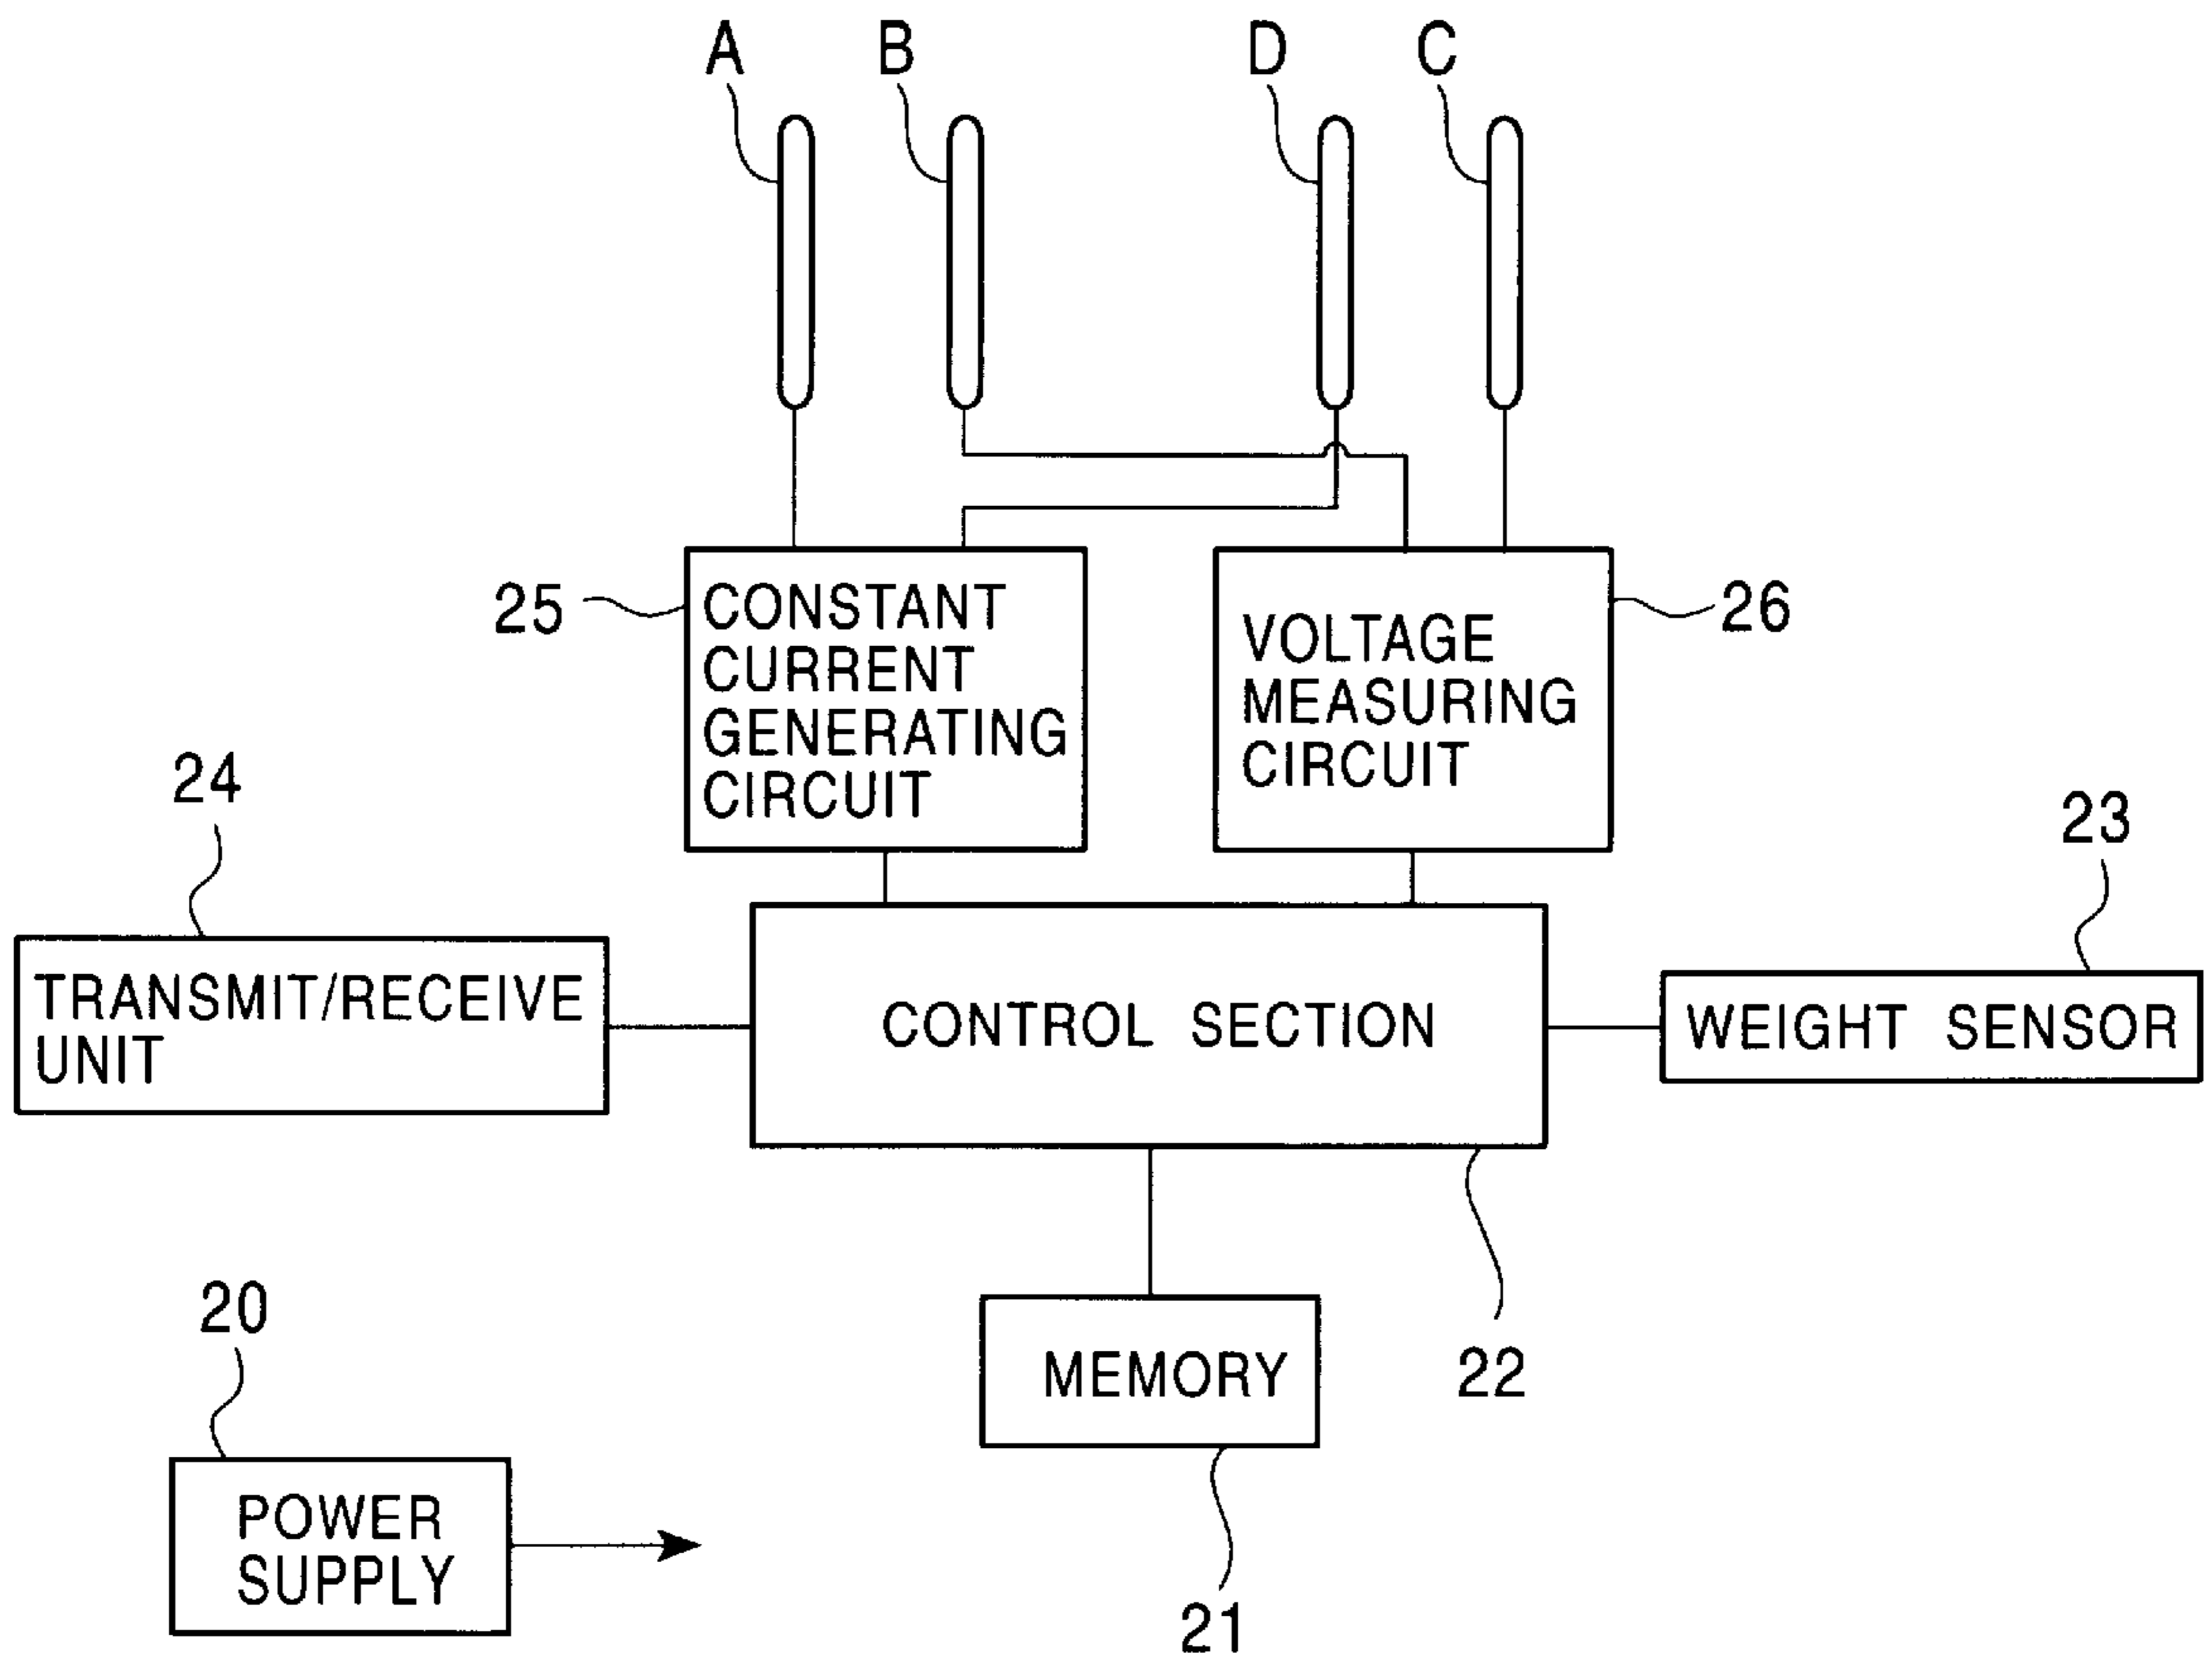 A
B
D
C
25
CONSTANT
CURRENT
GENERATING
CIRCUIT
VOLTAGE
MEASURING
CIRCUIT
26
24
23
TRANSMIT/RECEIVE
UNIT
CONTROL SECTION
WEIGHT SENSOR
20
MEMORY
22
POWER
SUPPLY
21